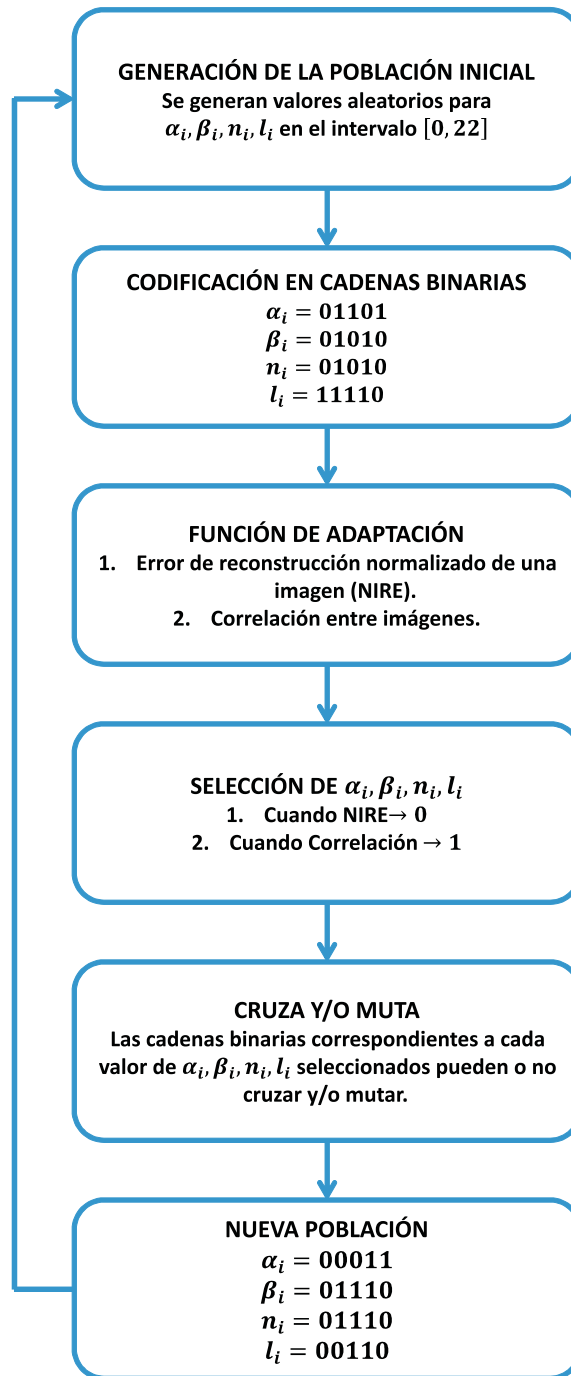 GENERACIÓN DE LA POBLACIÓN INICIAL
Se generan valores aleatorios para
αᵢ, βᵢ, nᵢ, lᵢ en el intervalo [0, 22]
CODIFICACIÓN EN CADENAS BINARIAS
αᵢ = 01101
βᵢ = 01010
nᵢ = 01010
lᵢ = 11110
FUNCIÓN DE ADAPTACIÓN
1. Error de reconstrucción normalizado de una
imagen (NIRE).
2. Correlación entre imágenes.
SELECCIÓN DE αᵢ, βᵢ, nᵢ, lᵢ
1. Cuando NIRE→ 0
2. Cuando Correlación → 1
CRUZA Y/O MUTA
Las cadenas binarias correspondientes a cada
valor de αᵢ, βᵢ, nᵢ, lᵢ seleccionados pueden o no
cruzar y/o mutar.
NUEVA POBLACIÓN
αᵢ = 00011
βᵢ = 01110
nᵢ = 01110
lᵢ = 00110